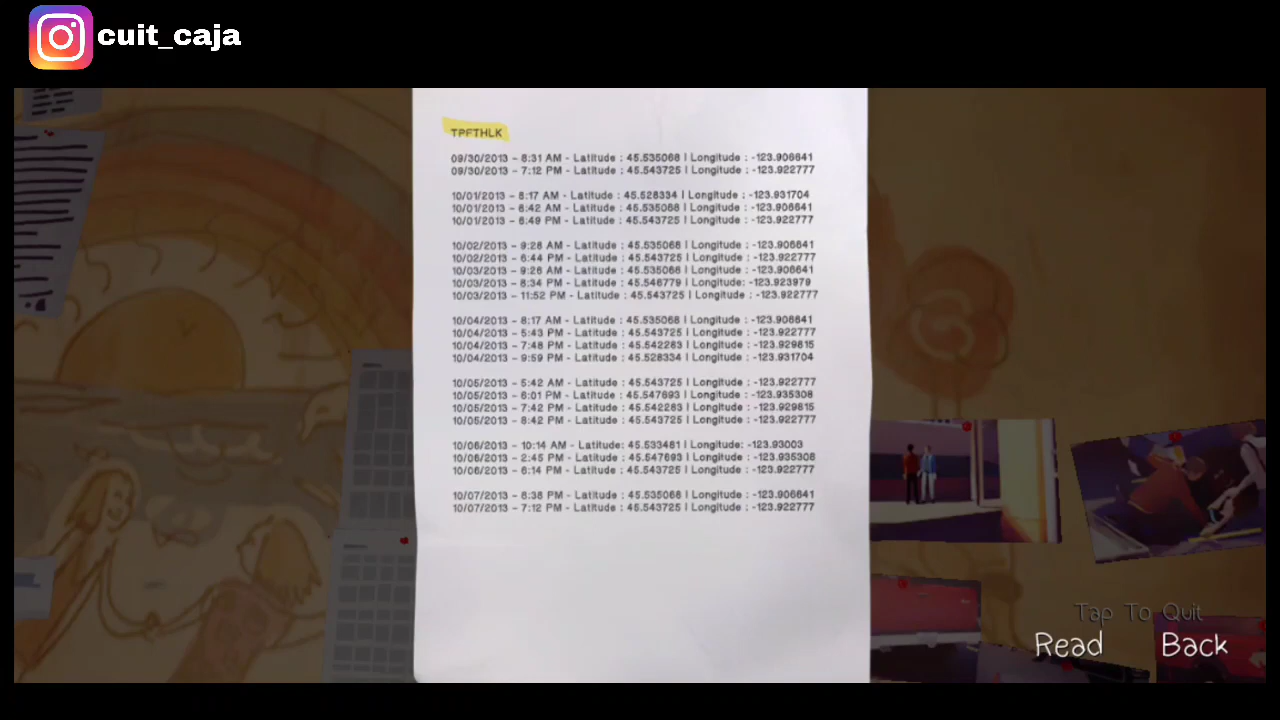 cuit_caja
TPFTHLK
09/30/2013 - 8:31 AM - Latitude : 45.535068 | Longitude : -123.906641
09/30/2013 - 7:12 PM - Latitude : 45.543725 | Longitude : -123.922777
10/01/2013 - 8:17 AM - Latitude : 45.528334 | Longitude : -123.931704
10/01/2013 - 8:42 AM - Latitude : 45.535068 | Longitude : -123.906641
10/01/2013 - 6:49 PM - Latitude : 45.543725 | Longitude : -123.922777
10/02/2013 - 9:28 AM - Latitude : 45.535068 | Longitude : -123.906641
10/02/2013 - 6:44 PM - Latitude : 45.543725 | Longitude : -123.922777
10/03/2013 - 9:26 AM - Latitude : 45.535068 | Longitude : -123.906641
10/03/2013 - 8:34 PM - Latitude : 45.546779 | Longitude: -123.923979
10/03/2013 - 11:52 PM - Latitude : 45.543725 | Longitude : -123.922777
10/04/2013 - 8:17 AM - Latitude : 45.535068 | Longitude : -123.906641
10/04/2013 - 5:43 PM - Latitude : 45.543725 | Longitude : -123.922777
10/04/2013 - 7:48 PM - Latitude : 45.542283 | Longitude : -123.929815
10/04/2013 - 9:59 PM - Latitude : 45.528334 | Longitude : -123.931704
10/05/2013 - 5:42 AM - Latitude : 45.543725 | Longitude : -123.922777
10/05/2013 - 6:01 PM - Latitude : 45.547693 | Longitude : -123.935308
10/05/2013 - 7:42 PM - Latitude : 45.542283 | Longitude : -123.929815
10/05/2013 - 8:42 PM - Latitude : 45.543725 | Longitude : -123.922777
10/06/2013 - 10:14 AM - Latitude: 45.533481 | Longitude: -123.93003
10/06/2013 - 2:45 PM - Latitude : 45.547693 | Longitude : -123.935308
10/06/2013 - 6:14 PM - Latitude : 45.543725 | Longitude : -123.922777
10/07/2013 - 8:38 PM - Latitude : 45.535068 | Longitude : -123.906641
10/07/2013 - 7:12 PM - Latitude : 45.543725 | Longitude : -123.922777
Tap To Quit
Read Back